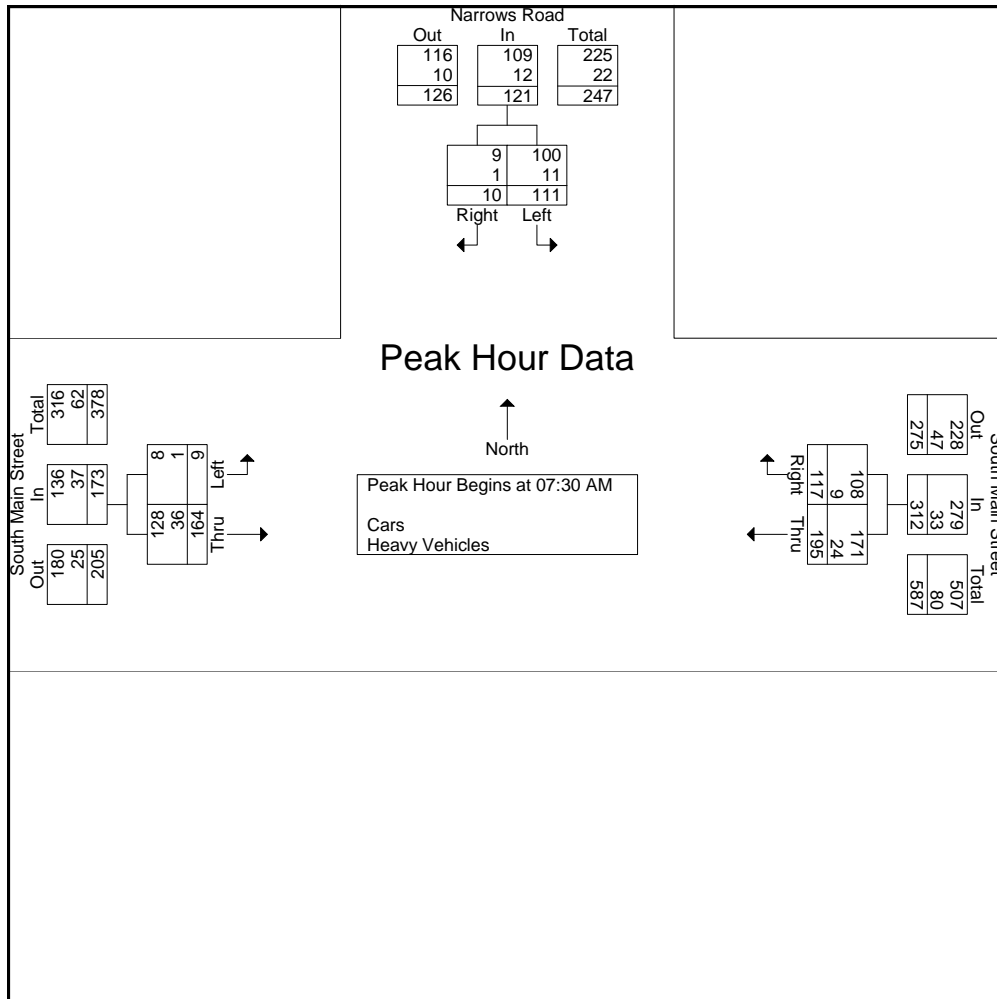 Narrows Road
Out In Total
116 109 225
10 12 22
126 121 247
9 100
1 11
10 111
Right Left
Peak Hour Data
North
Peak Hour Begins at 07:30 AM
Cars
Heavy Vehicles
South Main Street
Out In Total
180 136 316
25 37 62
205 173 378
128 8
36 1
164 9
Thru Left
South Main Street
Out In Total
228 279 507
47 33 80
275 312 587
108 171
9 24
117 195
Right Thru